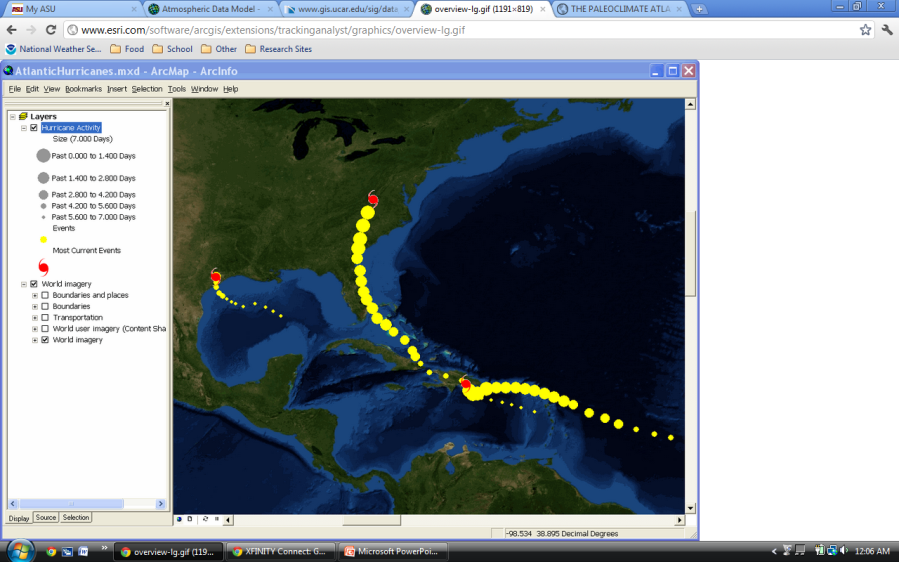 My ASU
Atmospheric Data Model -
www.gis.ucar.edu/sig/data
overview-lg.gif (1191×819)
THE PALEOCLIMATE ATLA
www.esri.com/software/arcgis/extensions/trackinganalyst/graphics/overview-lg.gif
National Weather Se... Food School Other Research Sites
AtlanticHurricanes.mxd - ArcMap - ArcInfo
File Edit View Bookmarks Insert Selection Tools Window Help
Layers
Hurricane Activity
Size (7.000 Days)
Past 0.000 to 1.400 Days
Past 1.400 to 2.800 Days
Past 2.800 to 4.200 Days
Past 4.200 to 5.600 Days
Past 5.600 to 7.000 Days
Events
Most Current Events
World Imagery
Boundaries and places
Boundaries
Transportation
World user imagery (Content Sha
World imagery
Display Source Selection
-98.534 38.895 Decimal Degrees
overview-lg.gif (119...
XFINITY Connect: G...
Microsoft PowerPoi...
12:06 AM